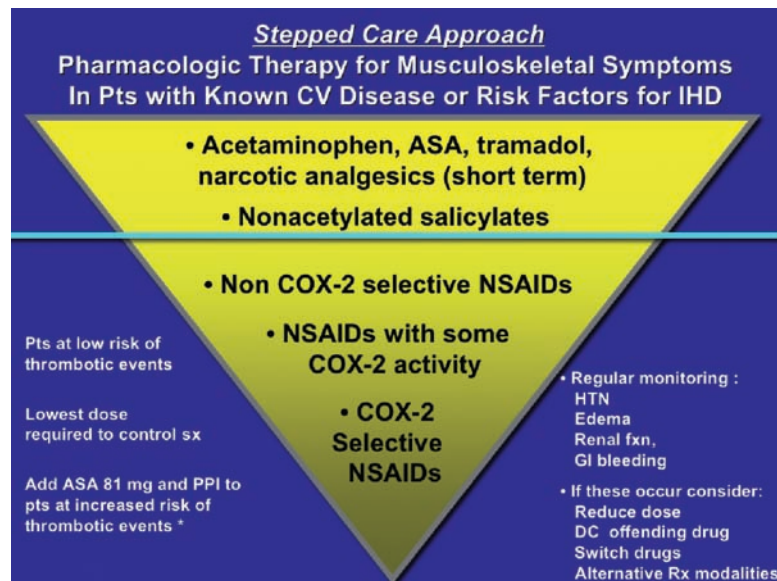 Stepped Care Approach
Pharmacologic Therapy for Musculoskeletal Symptoms
In Pts with Known CV Disease or Risk Factors for IHD
• Acetaminophen, ASA, tramadol,
narcotic analgesics (short term)
• Nonacetylated salicylates
• Non COX-2 selective NSAIDs
• NSAIDs with some
COX-2 activity
• COX-2
Selective
NSAIDs
Pts at low risk of
thrombotic events
Lowest dose
required to control sx
Add ASA 81 mg and PPI to
pts at increased risk of
thrombotic events *
• Regular monitoring :
HTN
Edema
Renal fxn,
GI bleeding
• If these occur consider:
Reduce dose
DC offending drug
Switch drugs
Alternative Rx modalities